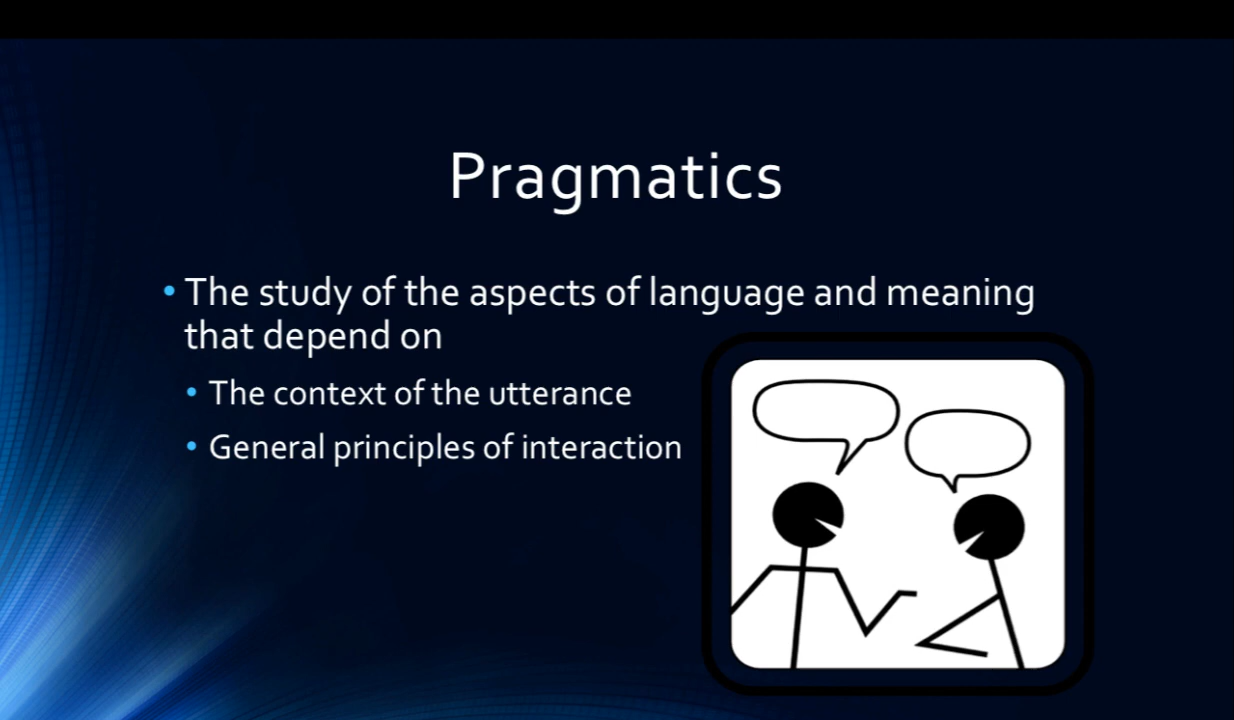 Pragmatics
• The study of the aspects of language and meaning
that depend on
• The context of the utterance
• General principles of interaction